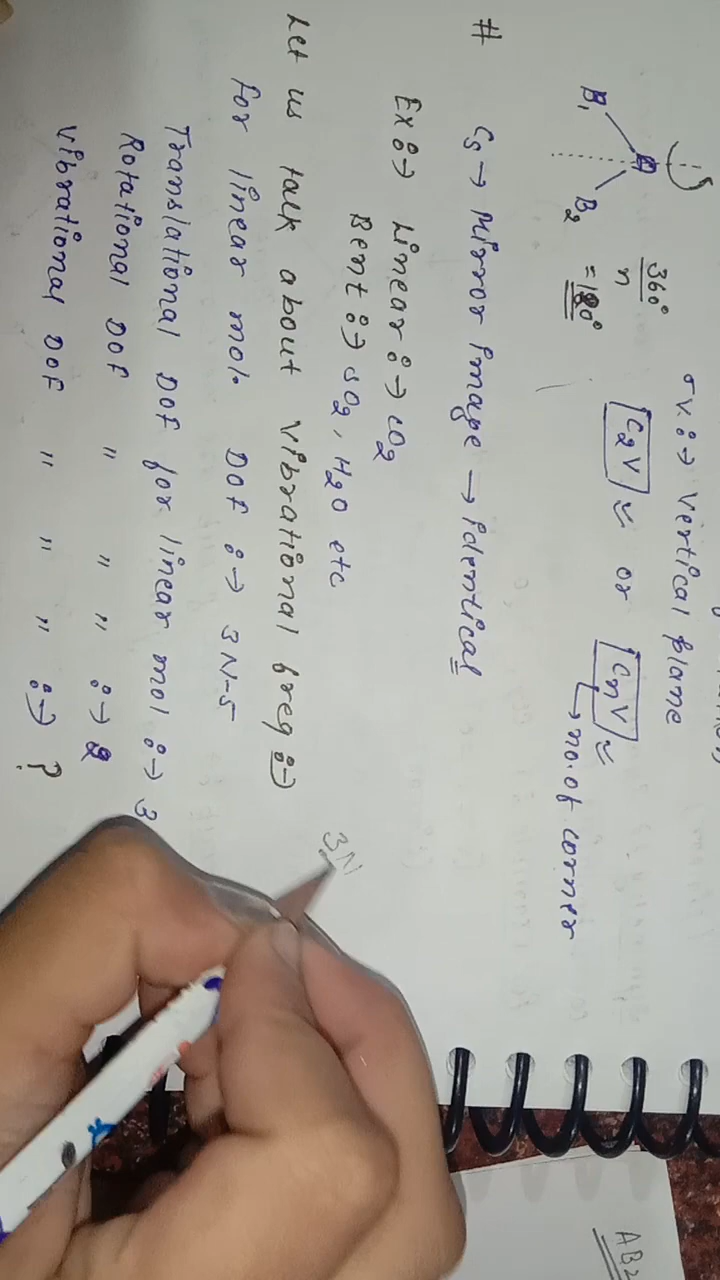 σv :→ vertical plane
360°
n
= 180°
C2V or CnV
→ no. of corner
B1
B2
# Cs → Mirror image → identical
Ex :→ Linear :→ CO2
Bent :→ SO2, H2O etc
Let us talk about vibrational freq :→
for linear mol. DOF :→ 3N-5
Translational DOF for linear mol :→ 3
Rotational DOF " " " :→ 2
vibrational DOF " " " :→ ?
3N
AB2